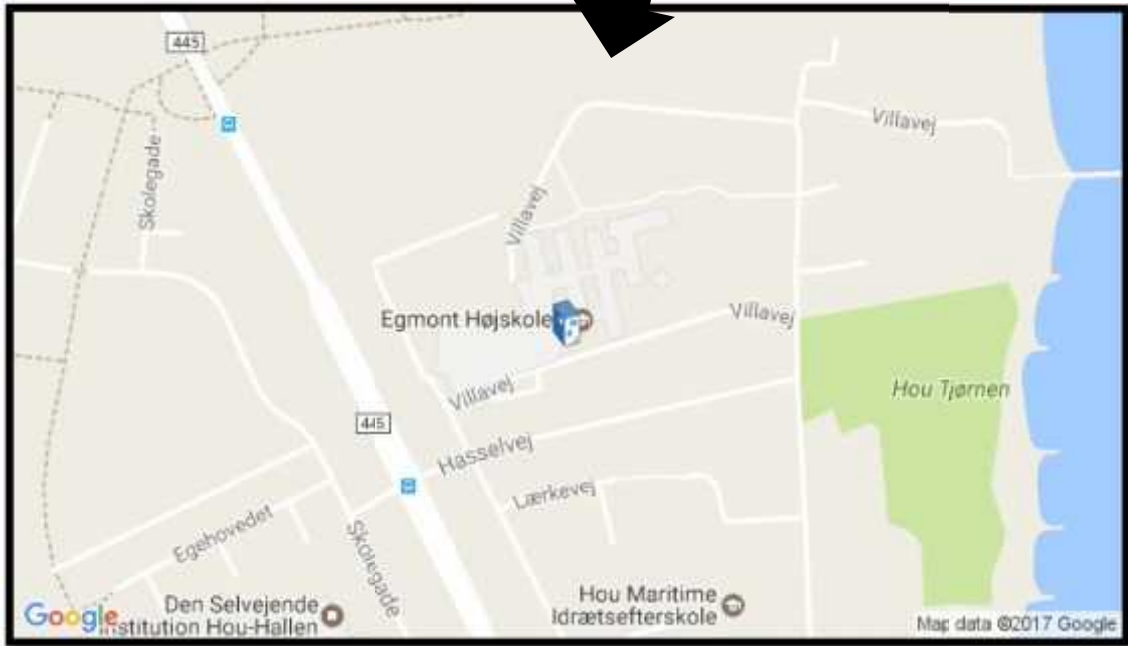 445
Villavej
Skolegade
Villavej
Egmont Højskole
Villavej
Hou Tjørnen
Villavej
445
Hasselvej
Lærkevej
Egehovedet
Skolegade
Den Selvejende
Institution Hou-Hallen
Hou Maritime
Idrætsefterskole
Google
Map data ©2017 Google